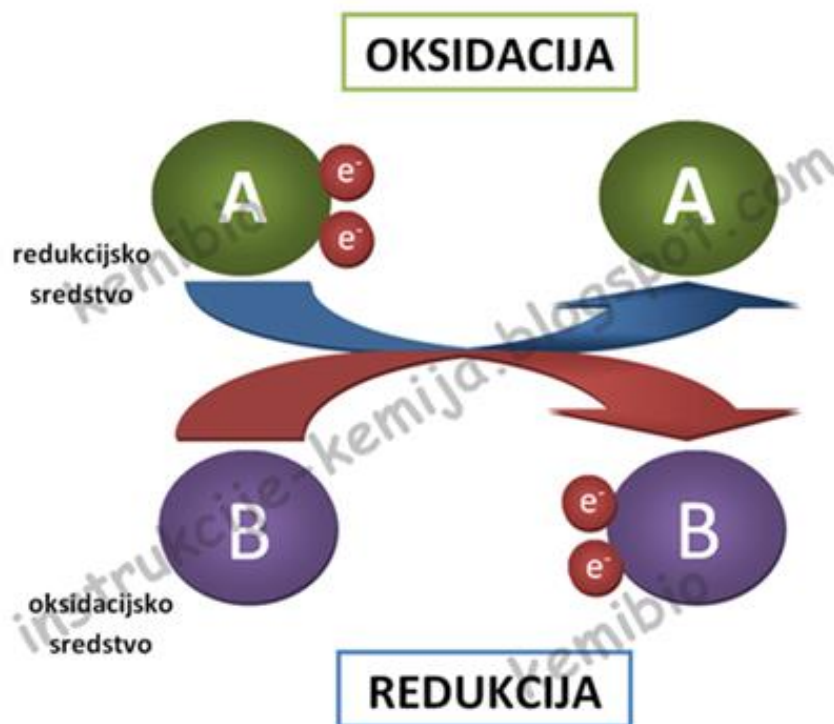 OKSIDACIJA
A
e⁻
e⁻
A
redukcijsko
sredstvo
B
e⁻
e⁻
B
oksidacijsko
sredstvo
REDUKCIJA
kemibio
instrukcije-kemija.blogspot.com
kemibio